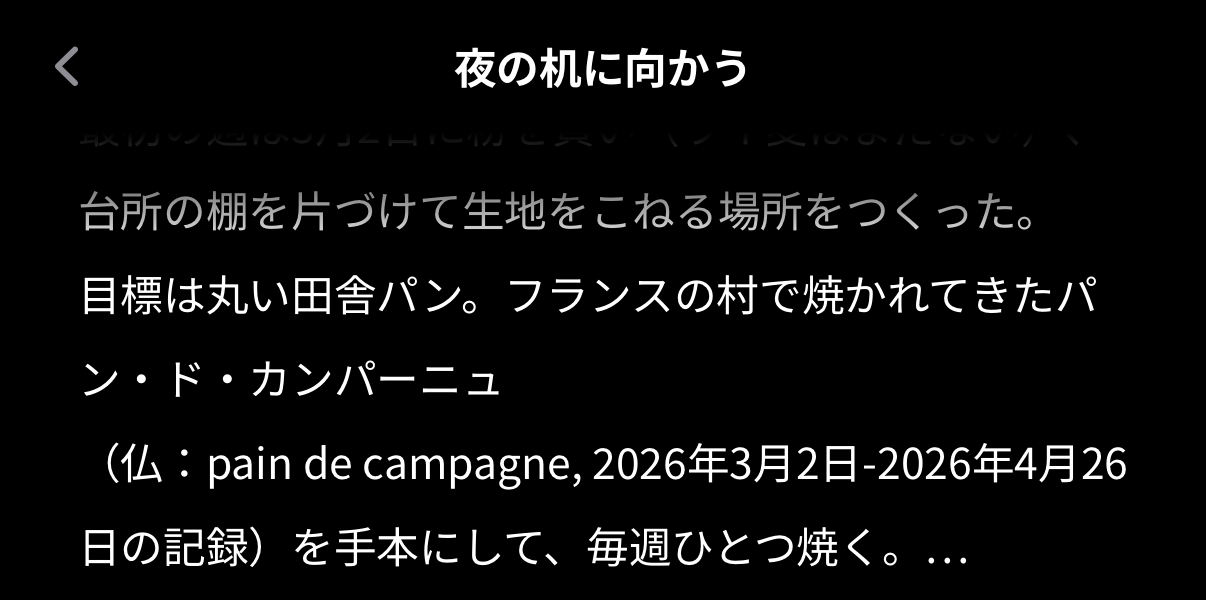 夜の机に向かう
台所の棚を片づけて生地をこねる場所をつくった。
目標は丸い田舎パン。フランスの村で焼かれてきたパ
ン・ド・カンパーニュ
（仏：pain de campagne, 2026年3月2日-2026年4月26
日の記録）を手本にして、毎週ひとつ焼く。…